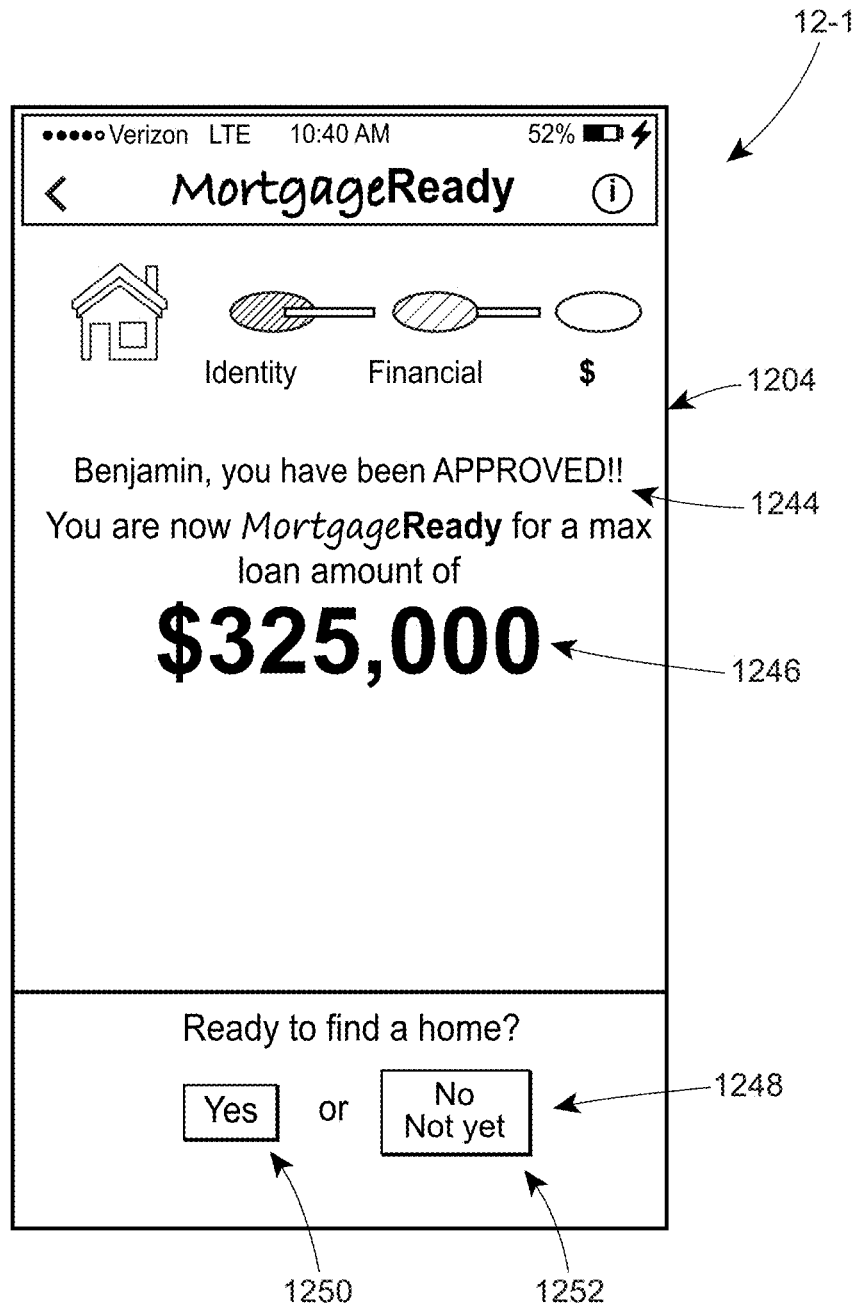 12-1
Verizon LTE 10:40 AM 52%
< MortgageReady i
Identity Financial $
1204
Benjamin, you have been APPROVED!!
1244
You are now MortgageReady for a max
loan amount of
$325,000
1246
Ready to find a home?
Yes or No
Not yet
1248
1250 1252